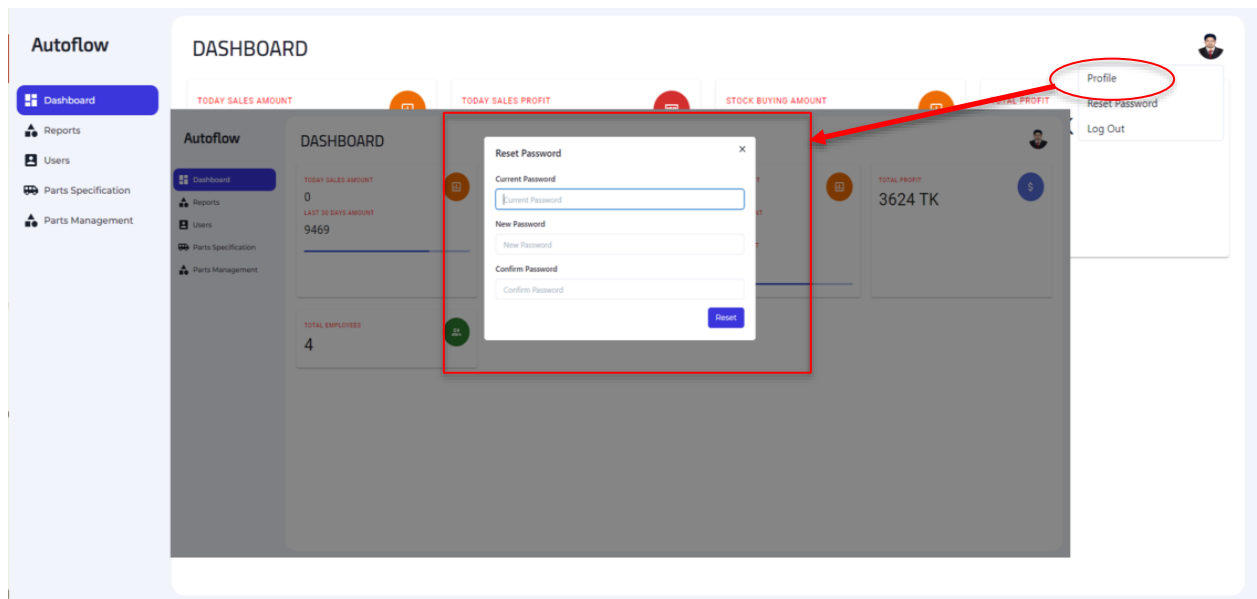 Autoflow
DASHBOARD
Dashboard
Reports
Users
Parts Specification
Parts Management
TODAY SALES AMOUNT
TODAY SALES PROFIT
STOCK BUYING AMOUNT
PROFIT
Profile
Reset Password
Log Out
Autoflow
DASHBOARD
Dashboard
Reports
Users
Parts Specification
Parts Management
TODAY SALES AMOUNT
0
LAST 30 DAYS AMOUNT
9469
TOTAL PROFIT
3624 TK
$
TOTAL EMPLOYEES
4
Reset Password
×
Current Password
Current Password
New Password
New Password
Confirm Password
Confirm Password
Reset